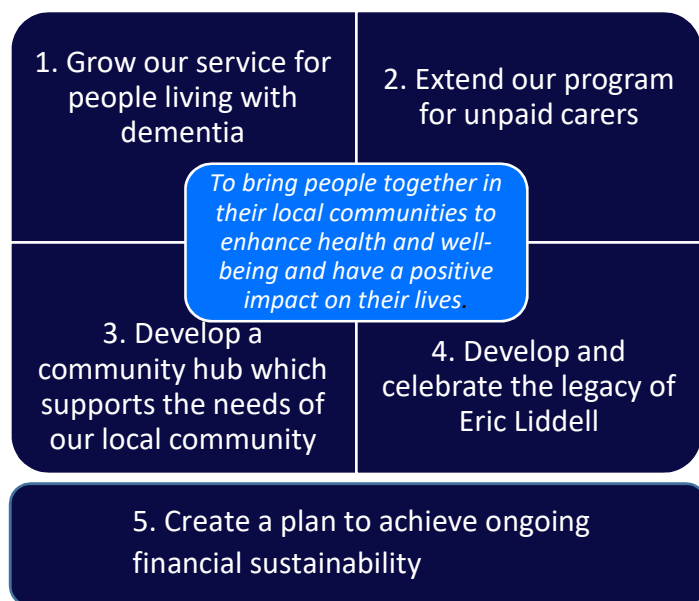 1. Grow our service for
people living with
dementia
2. Extend our program
for unpaid carers
To bring people together in
their local communities to
enhance health and well-
being and have a positive
impact on their lives.
3. Develop a
community hub which
supports the needs of
our local community
4. Develop and
celebrate the legacy of
Eric Liddell
5. Create a plan to achieve ongoing
financial sustainability